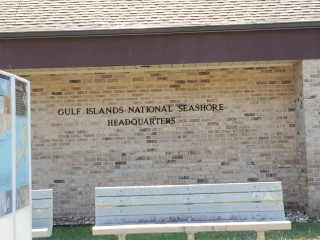 GULF ISLANDS NATIONAL SEASHORE
HEADQUARTERS